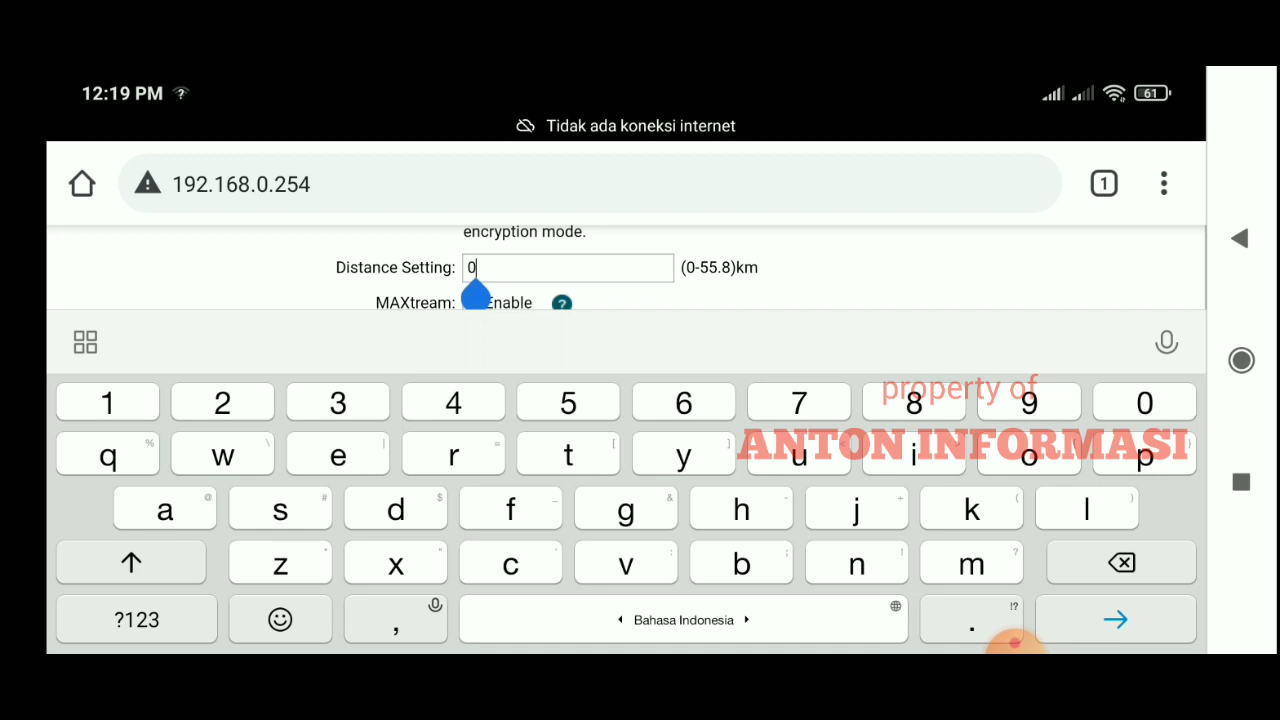 12:19 PM ?
61
Tidak ada koneksi internet
192.168.0.254
1
encryption mode.
Distance Setting: 0 (0-55.8)km
MAXtream: Enable ?
property of
1 2 3 4 5 6 7 8 9 0
ANTON INFORMASI
q w e r t y u i o p
a s d f g h j k l
z x c v b n m
?123 , Bahasa Indonesia . !?